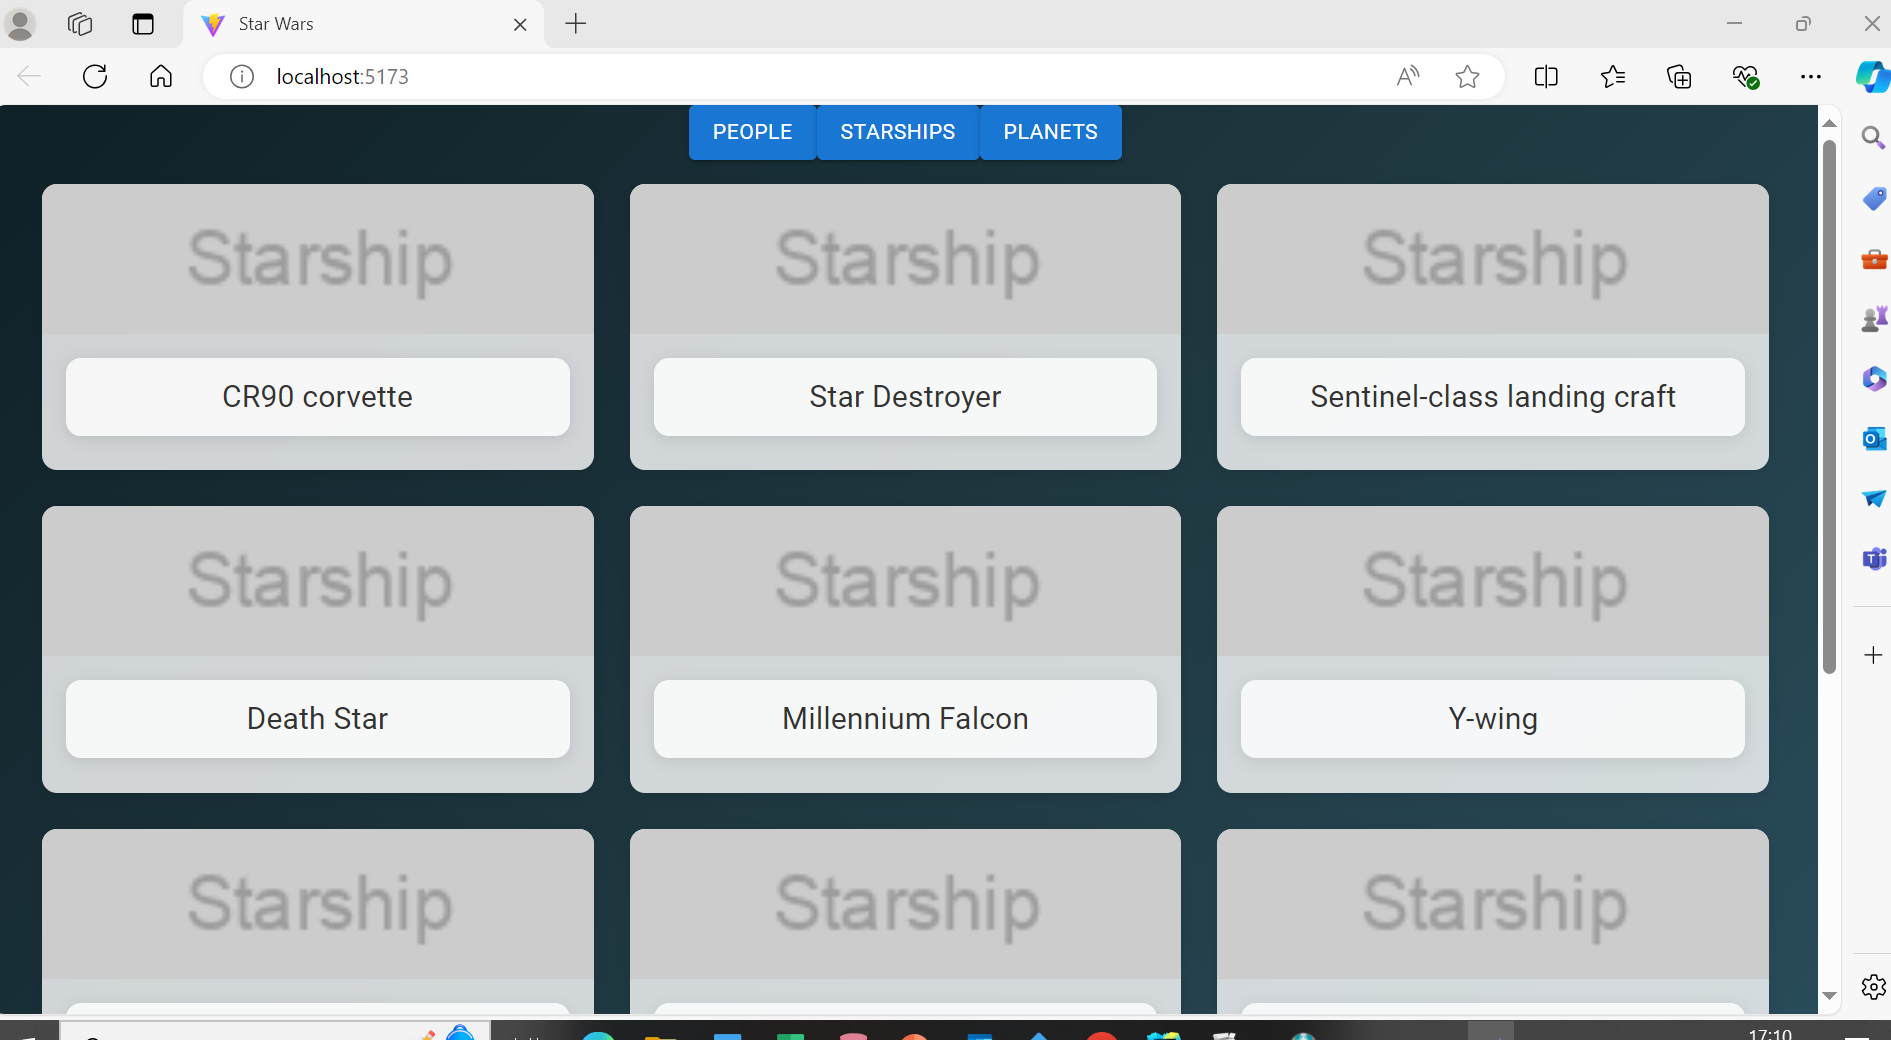 Star Wars
localhost:5173
PEOPLE STARSHIPS PLANETS
Starship Starship Starship
CR90 corvette Star Destroyer Sentinel-class landing craft
Starship Starship Starship
Death Star Millennium Falcon Y-wing
Starship Starship Starship
17:10